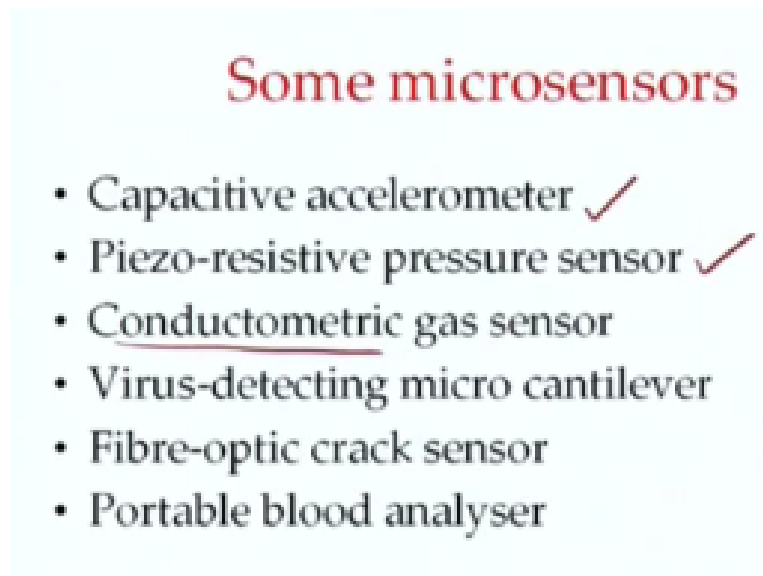 Some microsensors
• Capacitive accelerometer
• Piezo-resistive pressure sensor
• Conductometric gas sensor
• Virus-detecting micro cantilever
• Fibre-optic crack sensor
• Portable blood analyser